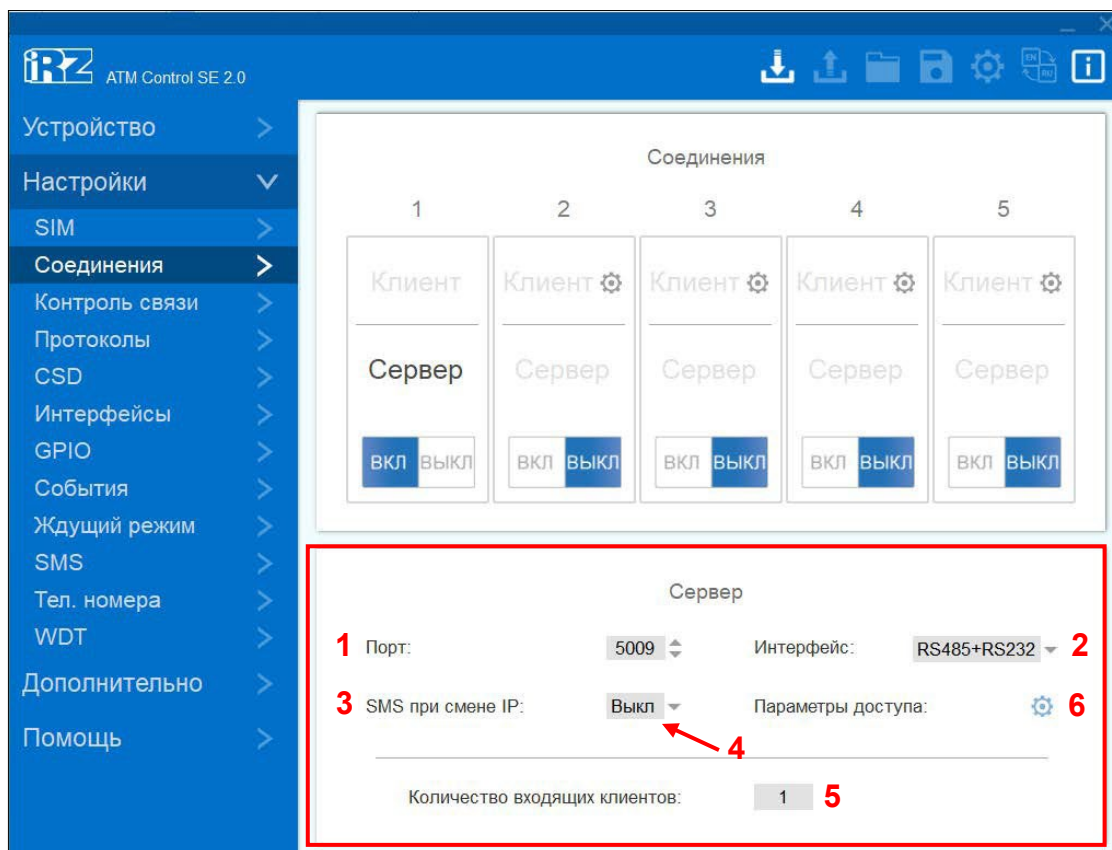 iRZ ATM Control SE 2.0
EN RU i
Устройство
Настройки
SIM
Соединения
Контроль связи
Протоколы
CSD
Интерфейсы
GPIO
События
Ждущий режим
SMS
Тел. номера
WDT
Дополнительно
Помощь
Соединения
1 2 3 4 5
Клиент Клиент Клиент Клиент Клиент
Сервер Сервер Сервер Сервер Сервер
ВКЛ ВЫКЛ ВКЛ ВЫКЛ ВКЛ ВЫКЛ ВКЛ ВЫКЛ ВКЛ ВЫКЛ
Сервер
1 Порт: 5009 Интерфейс: RS485+RS232 2
3 SMS при смене IP: Выкл Параметры доступа: 6
4
Количество входящих клиентов: 1 5